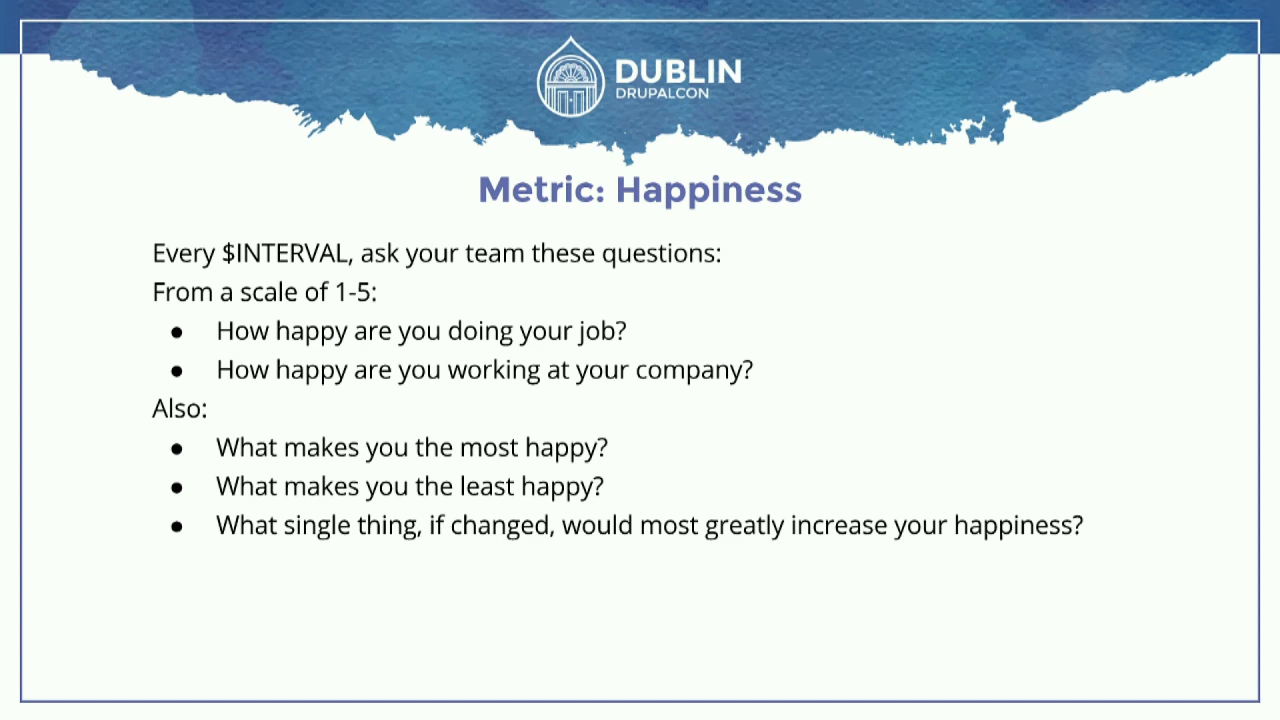 DUBLIN
DRUPALCON
Metric: Happiness
Every $INTERVAL, ask your team these questions:
From a scale of 1-5:
● How happy are you doing your job?
● How happy are you working at your company?
Also:
● What makes you the most happy?
● What makes you the least happy?
● What single thing, if changed, would most greatly increase your happiness?